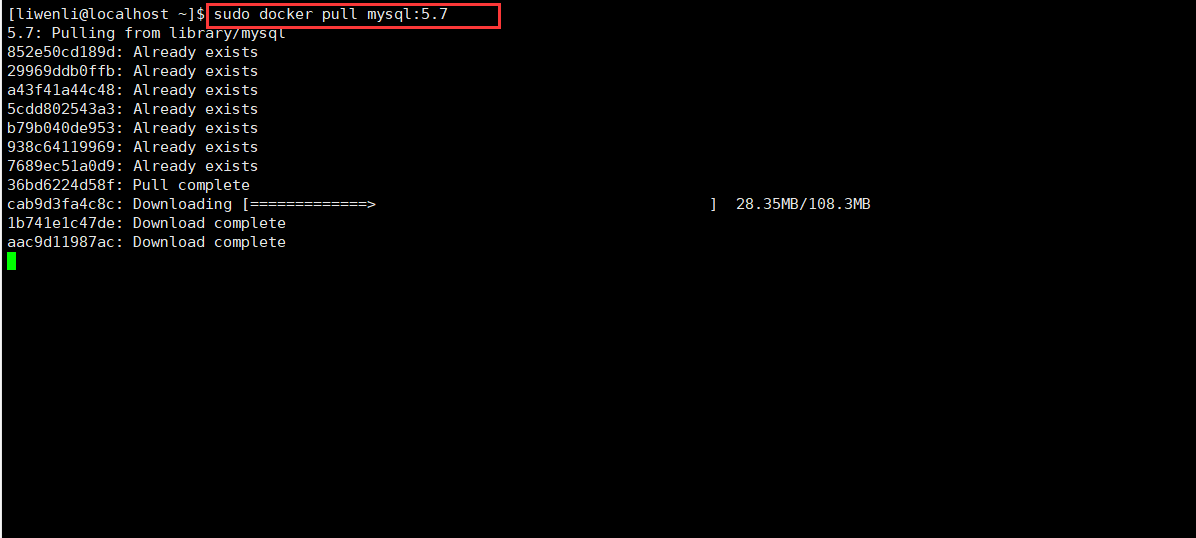 [liwenli@localhost ~]$ sudo docker pull mysql:5.7
5.7: Pulling from library/mysql
852e50cd189d: Already exists
29969ddb0ffb: Already exists
a43f41a44c48: Already exists
5cdd802543a3: Already exists
b79b040de953: Already exists
938c64119969: Already exists
7689ec51a0d9: Already exists
36bd6224d58f: Pull complete
cab9d3fa4c8c: Downloading [=============>                                     ]  28.35MB/108.3MB
1b741e1c47de: Download complete
aac9d11987ac: Download complete